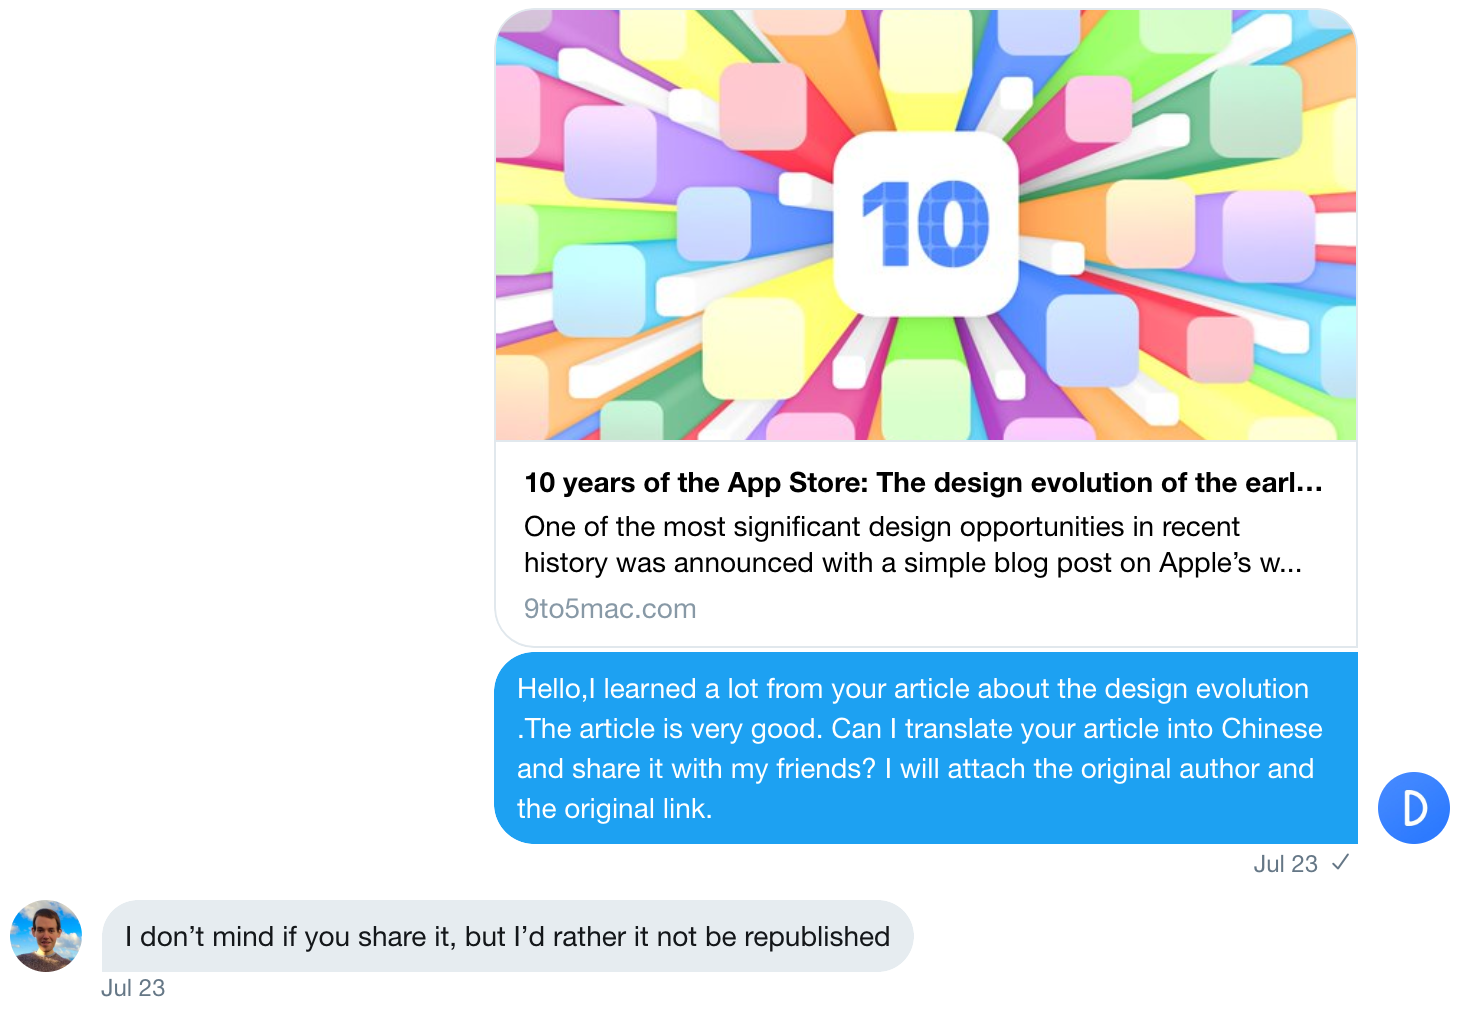 10
10 years of the App Store: The design evolution of the earl...
One of the most significant design opportunities in recent
history was announced with a simple blog post on Apple’s w...
9to5mac.com
Hello,I learned a lot from your article about the design evolution
.The article is very good. Can I translate your article into Chinese
and share it with my friends? I will attach the original author and
the original link.
D
Jul 23 ✓
I don’t mind if you share it, but I’d rather it not be republished
Jul 23